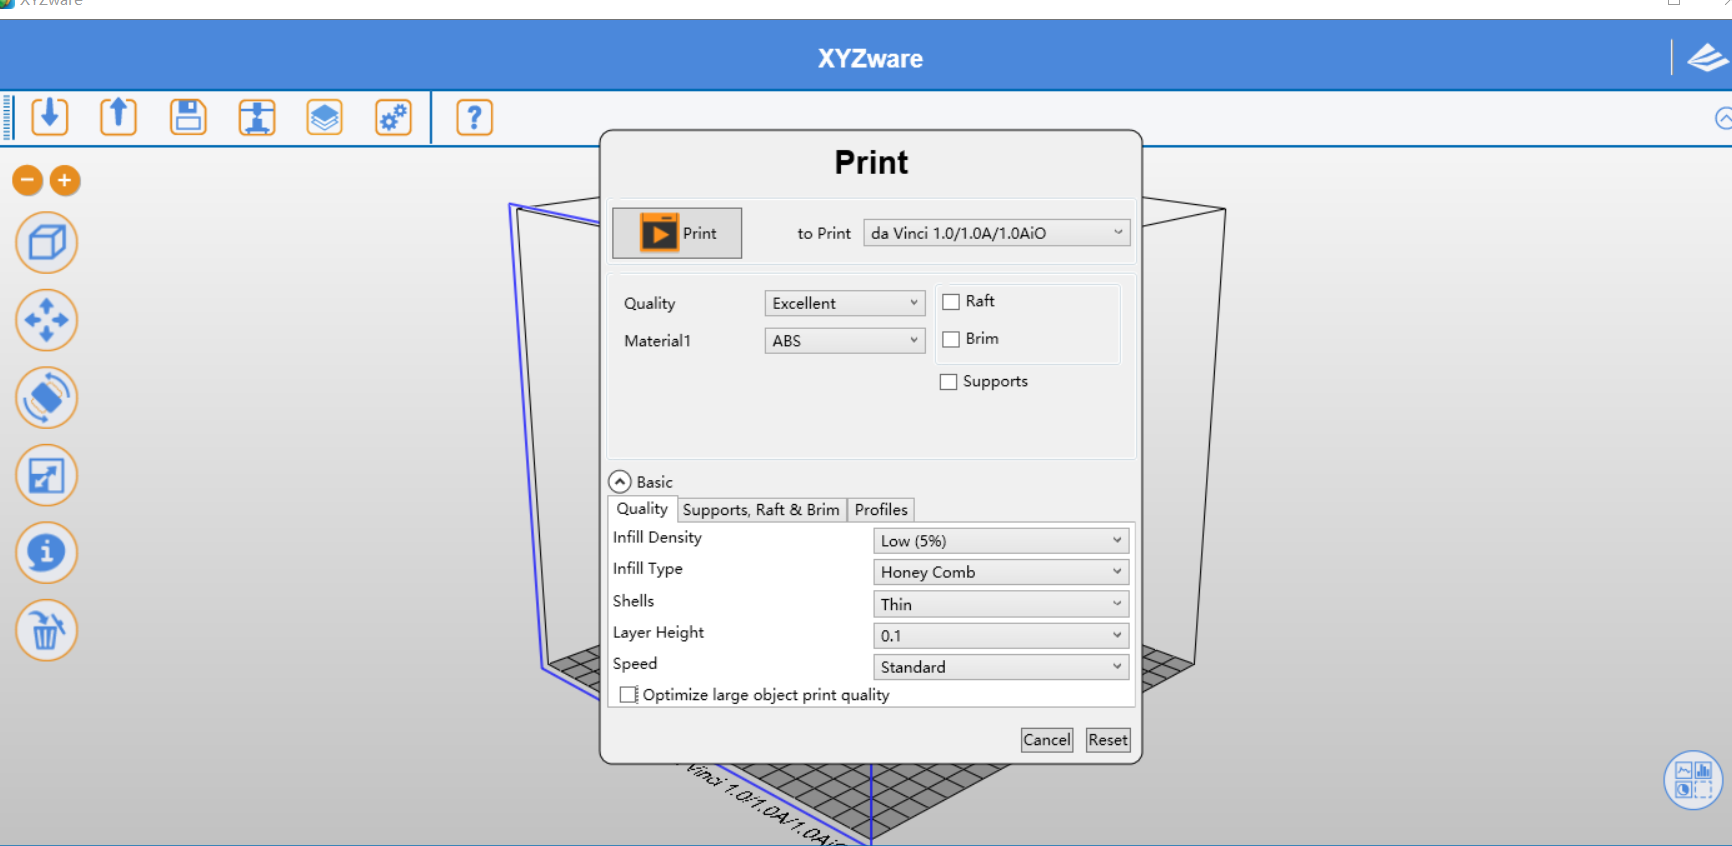 XYZware
XYZware
Print
Print
to Print
da Vinci 1.0/1.0A/1.0AiO
Quality
Excellent
Raft
Material1
ABS
Brim
Supports
Basic
Quality
Supports, Raft & Brim
Profiles
Infill Density
Low (5%)
Infill Type
Honey Comb
Shells
Thin
Layer Height
0.1
Speed
Standard
Optimize large object print quality
Cancel
Reset
Vinci 1.0/1.0A/1.0AiO